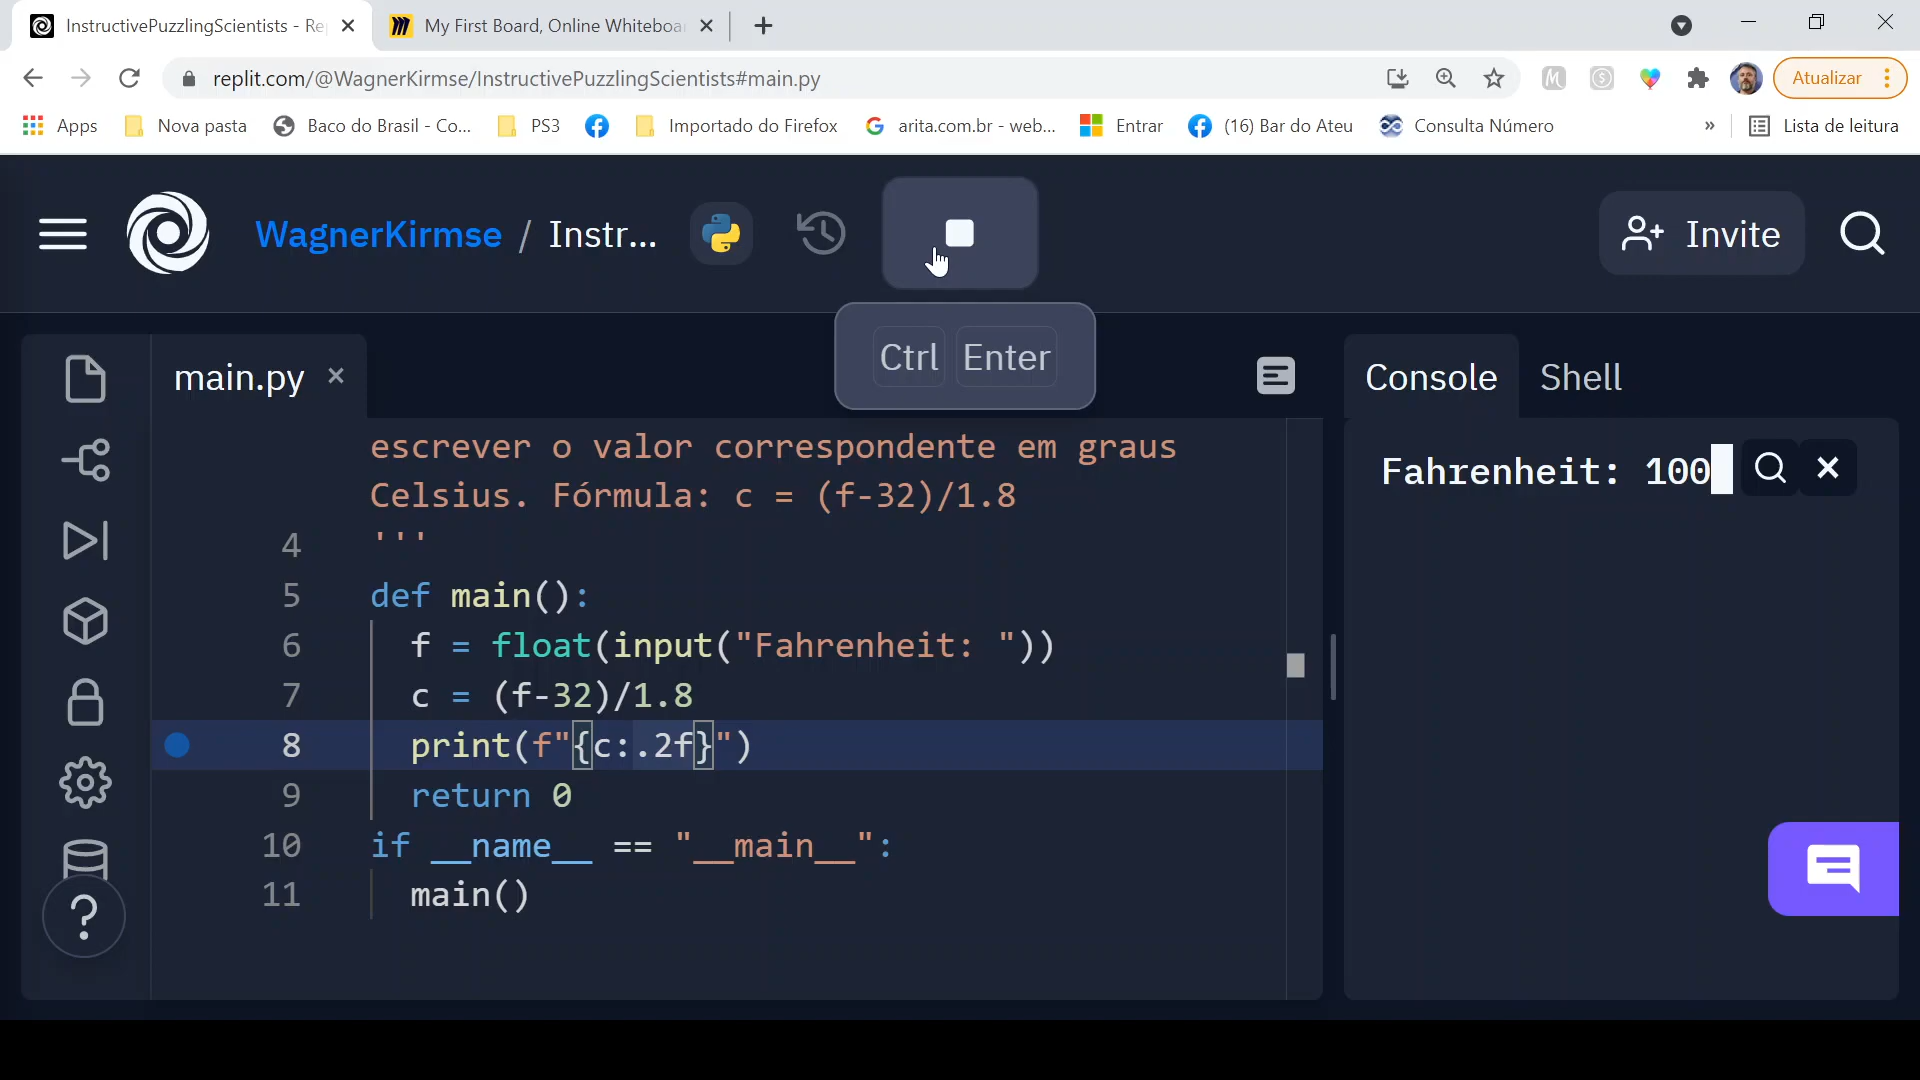 InstructivePuzzlingScientists - Re
My First Board, Online Whiteboa
replit.com/@WagnerKirmse/InstructivePuzzlingScientists#main.py
Atualizar
Apps
Nova pasta
Baco do Brasil - Co...
PS3
Importado do Firefox
arita.com.br - web...
Entrar
(16) Bar do Ateu
Consulta Número
»
Lista de leitura
WagnerKirmse / Instr...
Invite
Ctrl Enter
main.py
Console
Shell
escrever o valor correspondente em graus
Celsius. Fórmula: c = (f-32)/1.8
4 '''
5 def main():
6 f = float(input("Fahrenheit: "))
7 c = (f-32)/1.8
8 print(f"{c:.2f}")
9 return 0
10 if __name__ == "__main__":
11 main()
Fahrenheit: 100